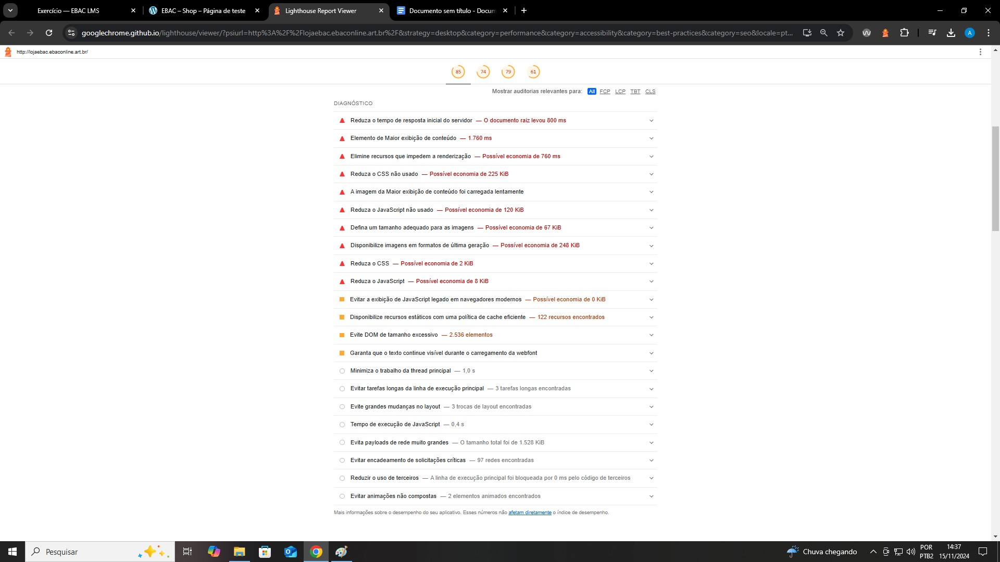 Exercício — EBAC LMS
EBAC – Shop – Página de teste
Lighthouse Report Viewer
Documento sem título - Docum
googlechrome.github.io/lighthouse/viewer/?psiurl=http%3A%2F%2Flojaebac.ebaconline.art.br%2F&strategy=desktop&category=performance&category=accessibility&category=best-practices&category=seo&locale=pt...
A
http://lojaebac.ebaconline.art.br/
85 74 79 61
Mostrar auditorias relevantes para: All FCP LCP TBT CLS
DIAGNÓSTICO
Reduza o tempo de resposta inicial do servidor — O documento raiz levou 800 ms
Elemento de Maior exibição de conteúdo — 1.760 ms
Elimine recursos que impedem a renderização — Possível economia de 760 ms
Reduza o CSS não usado — Possível economia de 225 KiB
A imagem da Maior exibição de conteúdo foi carregada lentamente
Reduza o JavaScript não usado — Possível economia de 120 KiB
Defina um tamanho adequado para as imagens — Possível economia de 67 KiB
Disponibilize imagens em formatos de última geração — Possível economia de 248 KiB
Reduza o CSS — Possível economia de 2 KiB
Reduza o JavaScript — Possível economia de 8 KiB
Evitar a exibição de JavaScript legado em navegadores modernos — Possível economia de 0 KiB
Disponibilize recursos estáticos com uma política de cache eficiente — 122 recursos encontrados
Evite DOM de tamanho excessivo — 2.536 elementos
Garanta que o texto continue visível durante o carregamento da webfont
Minimiza o trabalho da thread principal — 1,0 s
Evitar tarefas longas da linha de execução principal — 3 tarefas longas encontradas
Evite grandes mudanças no layout — 3 trocas de layout encontradas
Tempo de execução de JavaScript — 0,4 s
Evita payloads de rede muito grandes — O tamanho total foi de 1.528 KiB
Evitar encadeamento de solicitações críticas — 97 redes encontradas
Reduzir o uso de terceiros — A linha de execução principal foi bloqueada por 0 ms pelo código de terceiros
Evitar animações não compostas — 2 elementos animados encontrados
Mais informações sobre o desempenho do seu aplicativo. Esses números não afetam diretamente o índice de desempenho.
Pesquisar
Chuva chegando
POR
PTB2
14:37
15/11/2024